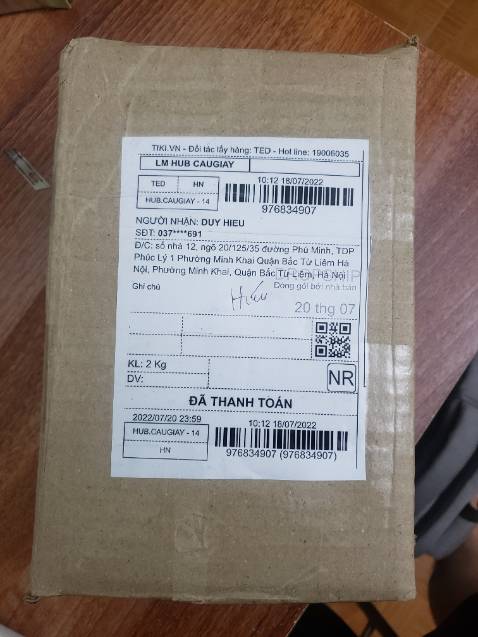 TIKI.VN - Đối tác lấy hàng: TED - Hot line: 19006035
LM HUB CAUGIAY
TED HN
HUB.CAUGIAY - 14
10:12 18/07/2022
976834907
NGƯỜI NHẬN: DUY HIEU
SĐT: 037****691
Đ/C: số nhà 12, ngõ 20/125/35 đường Phú Minh, TDP
Phúc Lý 1 Phường Minh Khai Quận Bắc Từ Liêm Hà
Nội, Phường Minh Khai, Quận Bắc Từ Liêm, Hà Nội
Ghi chú
Đóng gói bởi nhà bán
Hiếu
20 thg 07
KL: 2 Kg
DV:
NR
ĐÃ THANH TOÁN
2022/07/20 23:59
HUB.CAUGIAY - 14
HN
10:12 18/07/2022
976834907 (976834907)